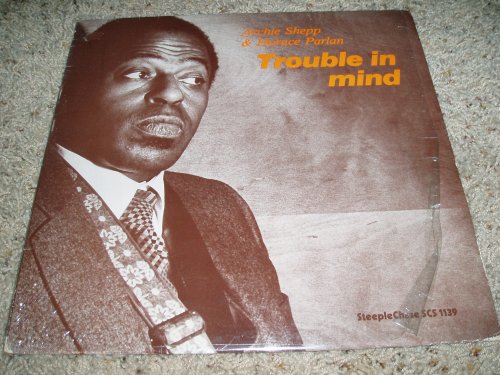 Archie Shepp
& Horace Parlan
Trouble in
mind
SteepleChase SCS 1139